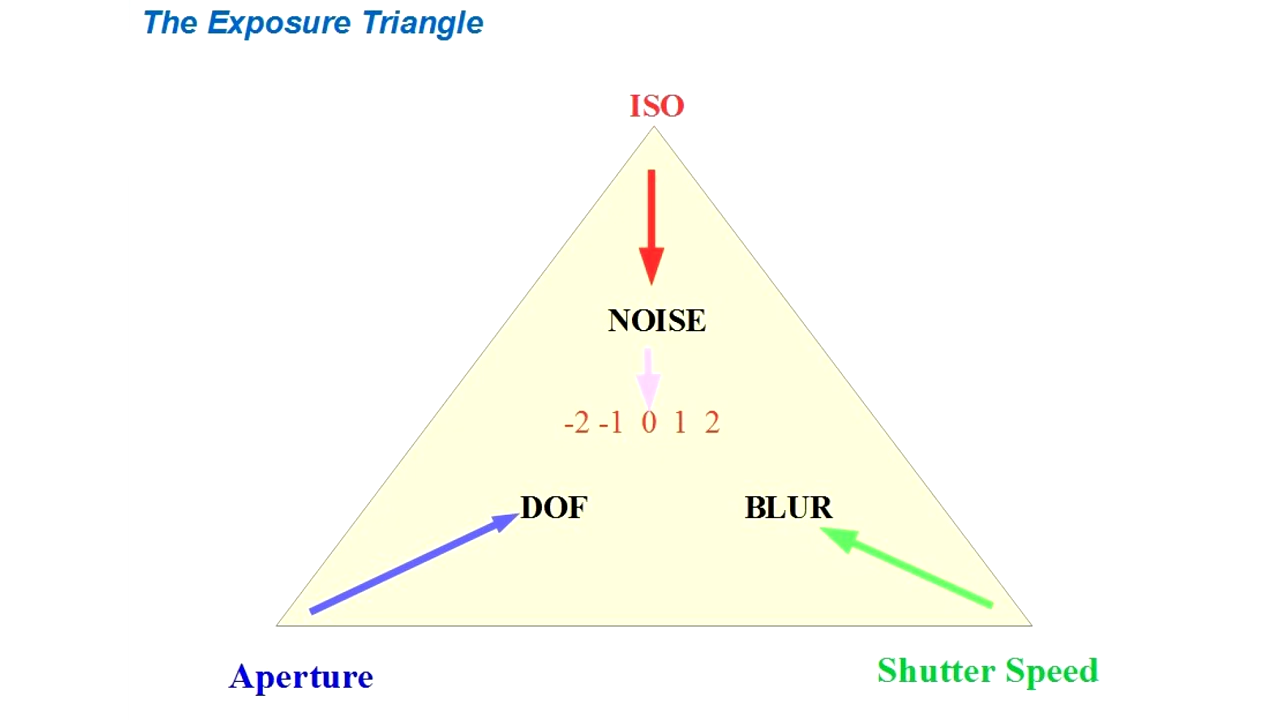 The Exposure Triangle
ISO
NOISE
-2 -1 0 1 2
DOF
BLUR
Aperture
Shutter Speed